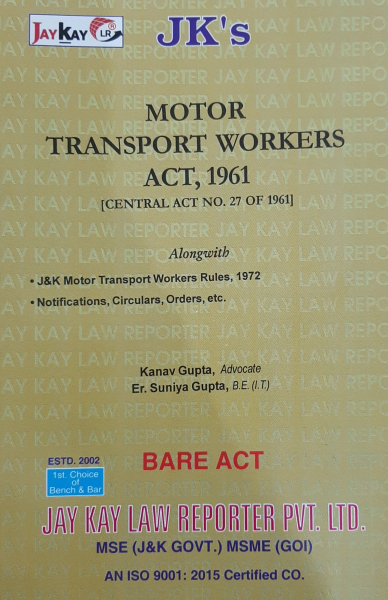 JAYKAY LR ®
JK's
MOTOR
TRANSPORT WORKERS
ACT, 1961
[CENTRAL ACT NO. 27 OF 1961]
Alongwith
• J&K Motor Transport Workers Rules, 1972
• Notifications, Circulars, Orders, etc.
Kanav Gupta, Advocate
Er. Suniya Gupta, B.E. (I.T.)
ESTD. 2002
BARE ACT
1st. Choice
of
Bench & Bar
JAY KAY LAW REPORTER PVT. LTD.
MSE (J&K GOVT.) MSME (GOI)
AN ISO 9001: 2015 Certified CO.